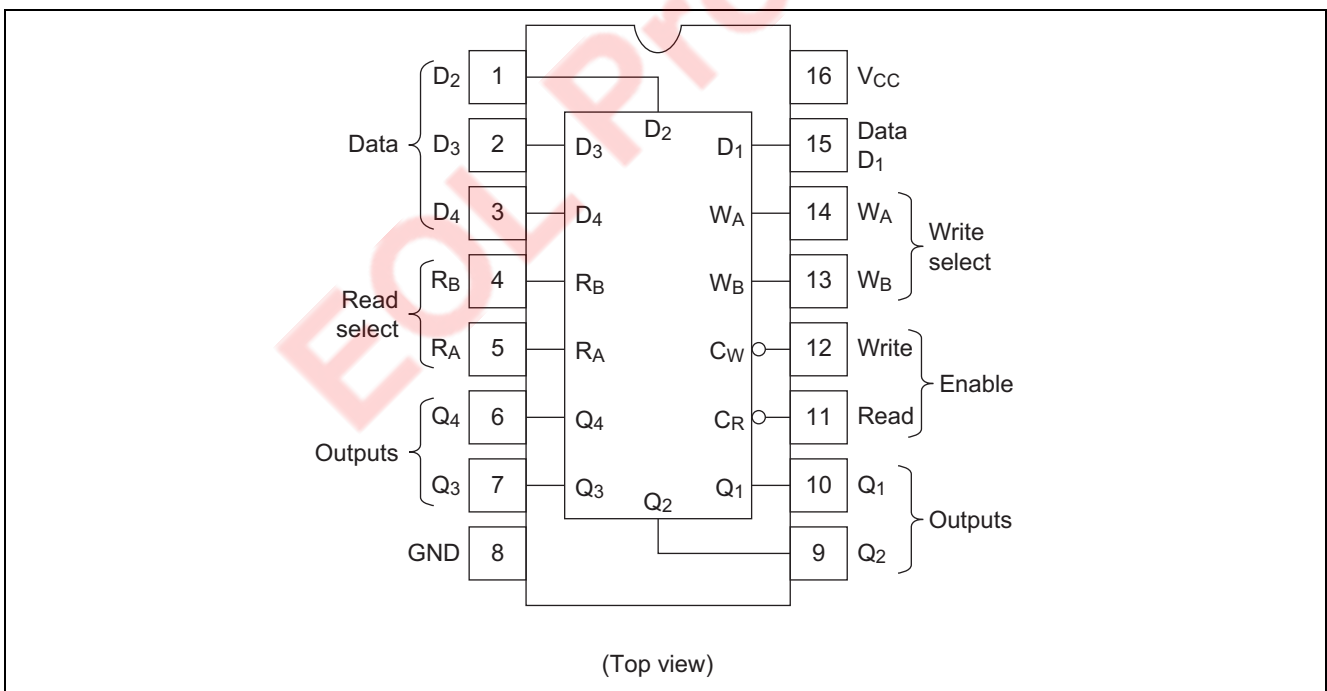 EOL Pro
D2 1 16 VCC
Data D3 2 D3 D2 D1 15 Data D1
D4 3 D4 WA 14 WA
Write select
Read select
RB 4 RB WB 13 WB
RA 5 RA CW 12 Write
Enable
Q4 6 Q4 CR 11 Read
Outputs
Q3 7 Q3 Q2 Q1 10 Q1
Outputs
GND 8 9 Q2
(Top view)